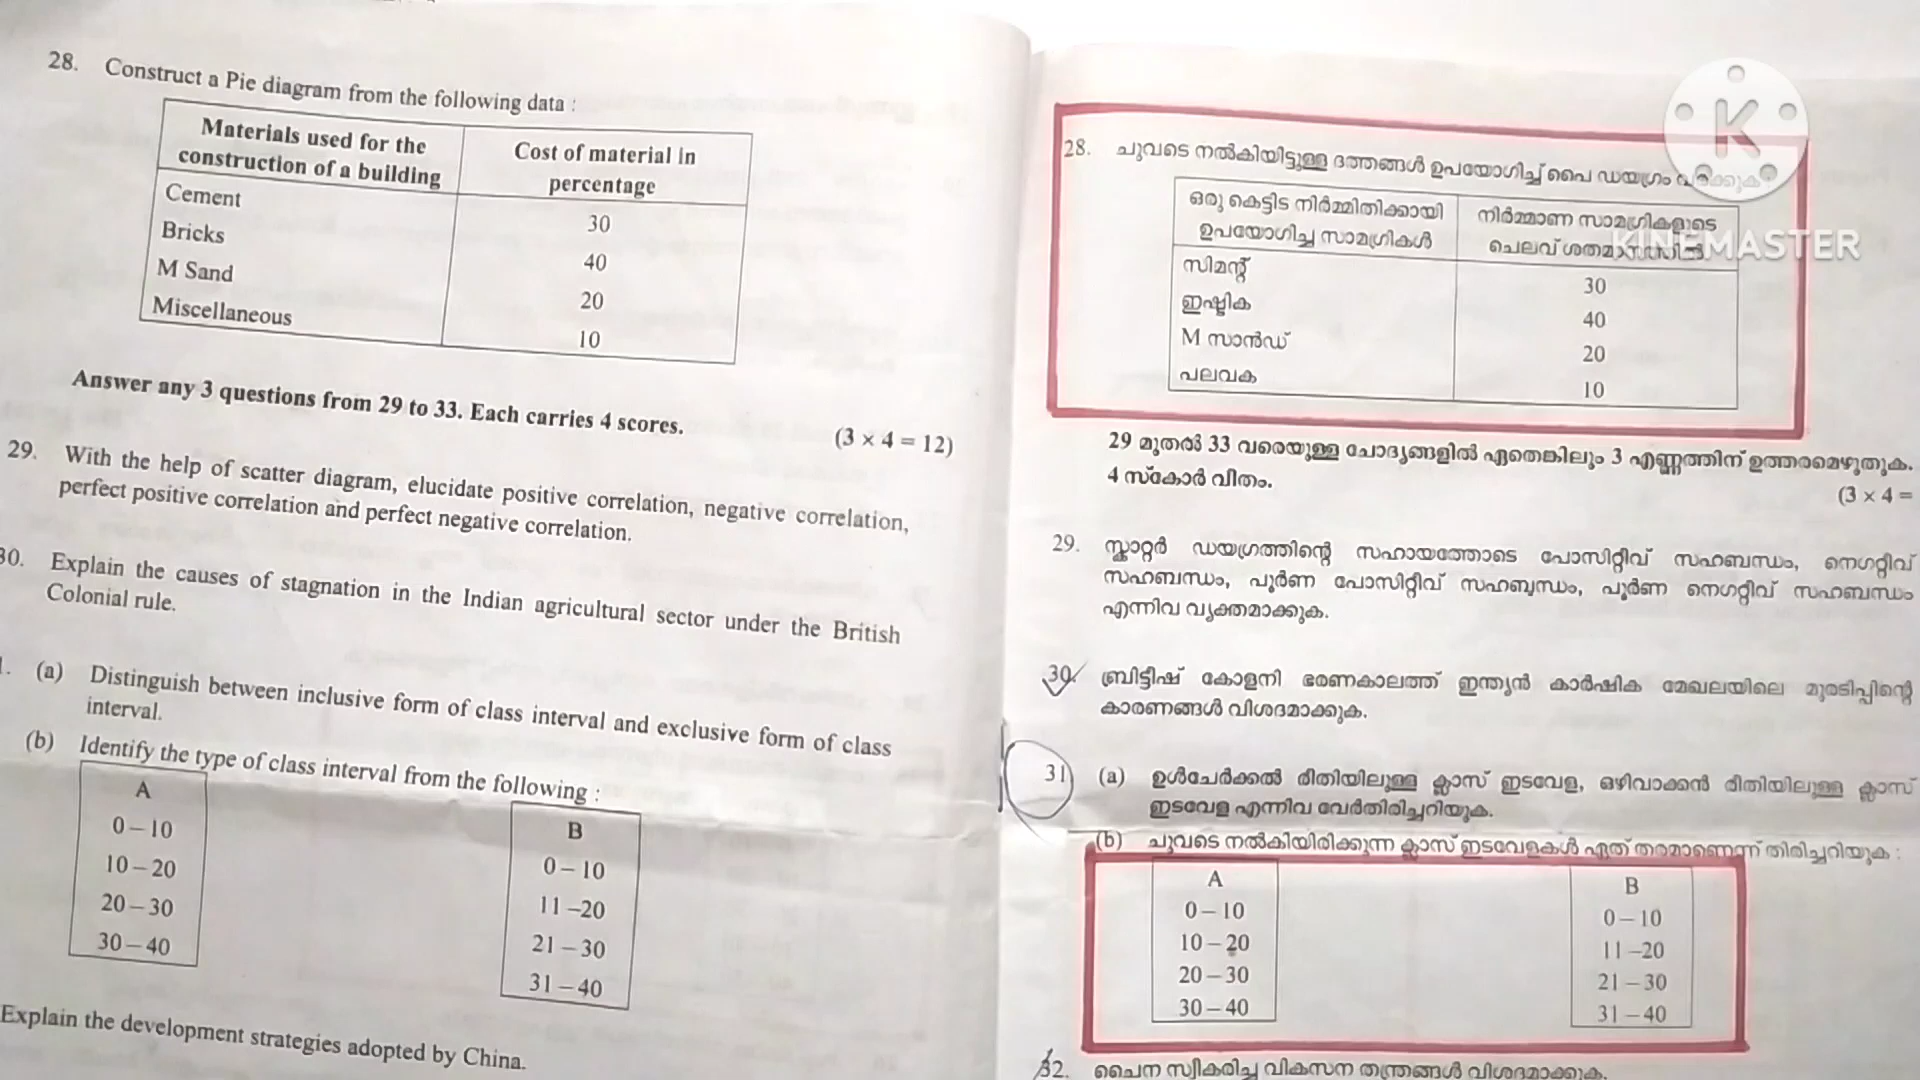 28. Construct a Pie diagram from the following data :
Materials used for the construction of a building
Cost of material in percentage
Cement 30
Bricks 40
M Sand 20
Miscellaneous 10
Answer any 3 questions from 29 to 33. Each carries 4 scores.
(3 × 4 = 12)
29. With the help of scatter diagram, elucidate positive correlation, negative correlation,
perfect positive correlation and perfect negative correlation.
30. Explain the causes of stagnation in the Indian agricultural sector under the British
Colonial rule.
(a) Distinguish between inclusive form of class interval and exclusive form of class
interval.
(b) Identify the type of class interval from the following :
A
0 – 10
10 – 20
20 – 30
30 – 40
B
0 – 10
11 –20
21 – 30
31 – 40
Explain the development strategies adopted by China.
28. ചുവടെ നൽകിയിട്ടുള്ള ദത്തങ്ങൾ ഉപയോഗിച്ച് പൈ ഡയഗ്രം വരക്കുക
ഒരു കെട്ടിട നിർമ്മിതിക്കായി
ഉപയോഗിച്ച സാമഗ്രികൾ
നിർമ്മാണ സാമഗ്രികളുടെ
ചെലവ് ശതമാനത്തിൽ
സിമന്റ് 30
ഇഷ്ടിക 40
M സാൻഡ് 20
പലവക 10
K
KINEMASTER
29 മുതൽ 33 വരെയുള്ള ചോദ്യങ്ങളിൽ ഏതെങ്കിലും 3 എണ്ണത്തിന് ഉത്തരമെഴുതുക.
4 സ്കോർ വീതം.
(3 × 4 =
29. സ്കാറ്റർ ഡയഗ്രത്തിന്റെ സഹായത്തോടെ പോസിറ്റീവ് സഹബന്ധം, നെഗറ്റീവ്
സഹബന്ധം, പൂർണ പോസിറ്റീവ് സഹബന്ധം, പൂർണ നെഗറ്റീവ് സഹബന്ധം
എന്നിവ വ്യക്തമാക്കുക.
30. ബ്രിട്ടീഷ് കോളനി ഭരണകാലത്ത് ഇന്ത്യൻ കാർഷിക മേഖലയിലെ മുരടിപ്പിന്റെ
കാരണങ്ങൾ വിശദമാക്കുക.
31 (a) ഉൾചേർക്കൽ രീതിയിലുള്ള ക്ലാസ് ഇടവേള, ഒഴിവാക്കൻ രീതിയിലുള്ള ക്ലാസ്
ഇടവേള എന്നിവ വേർതിരിച്ചറിയുക.
(b) ചുവടെ നൽകിയിരിക്കുന്ന ക്ലാസ് ഇടവേളകൾ ഏത് തരമാണെന്ന് തിരിച്ചറിയുക :
A
0 – 10
10 – 20
20 – 30
30 – 40
B
0 – 10
11 –20
21 – 30
31 – 40
32. ചൈന സ്വീകരിച്ച വികസന തന്ത്രങ്ങൾ വിശദമാക്കുക.